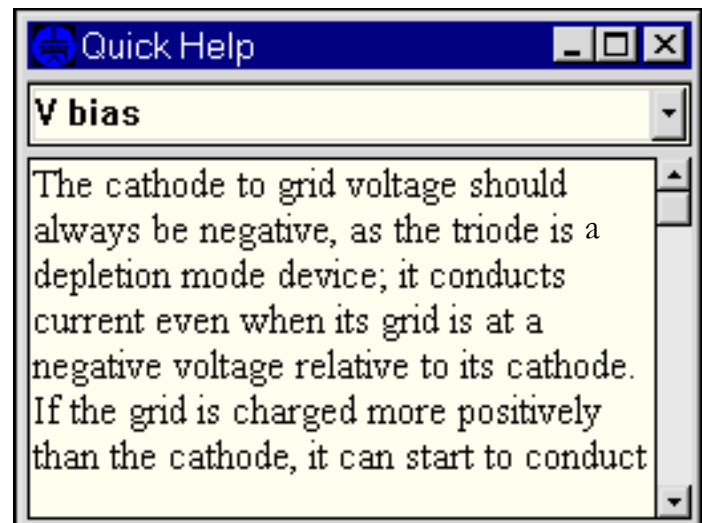 Quick Help
V bias
The cathode to grid voltage should
always be negative, as the triode is a
depletion mode device; it conducts
current even when its grid is at a
negative voltage relative to its cathode.
If the grid is charged more positively
than the cathode, it can start to conduct